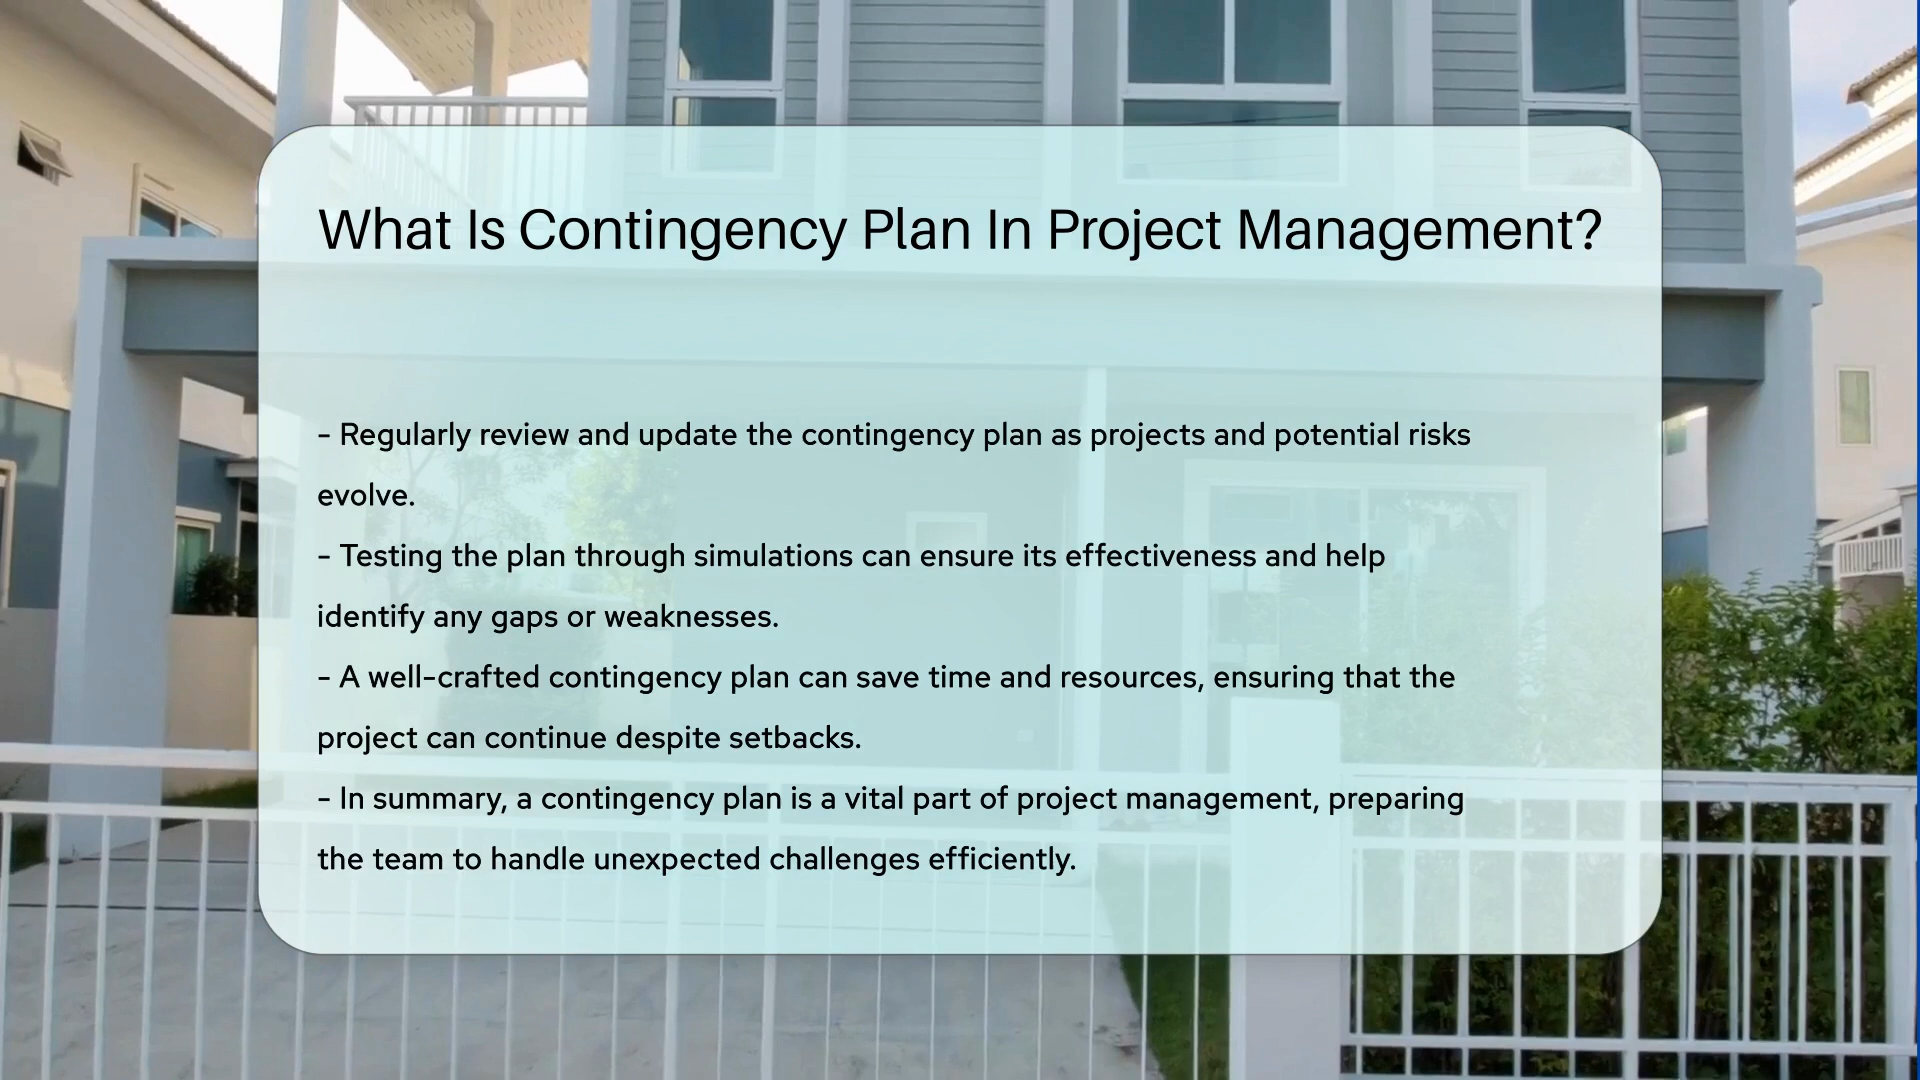 What Is Contingency Plan In Project Management?
- Regularly review and update the contingency plan as projects and potential risks
evolve.
- Testing the plan through simulations can ensure its effectiveness and help
identify any gaps or weaknesses.
- A well-crafted contingency plan can save time and resources, ensuring that the
project can continue despite setbacks.
- In summary, a contingency plan is a vital part of project management, preparing
the team to handle unexpected challenges efficiently.